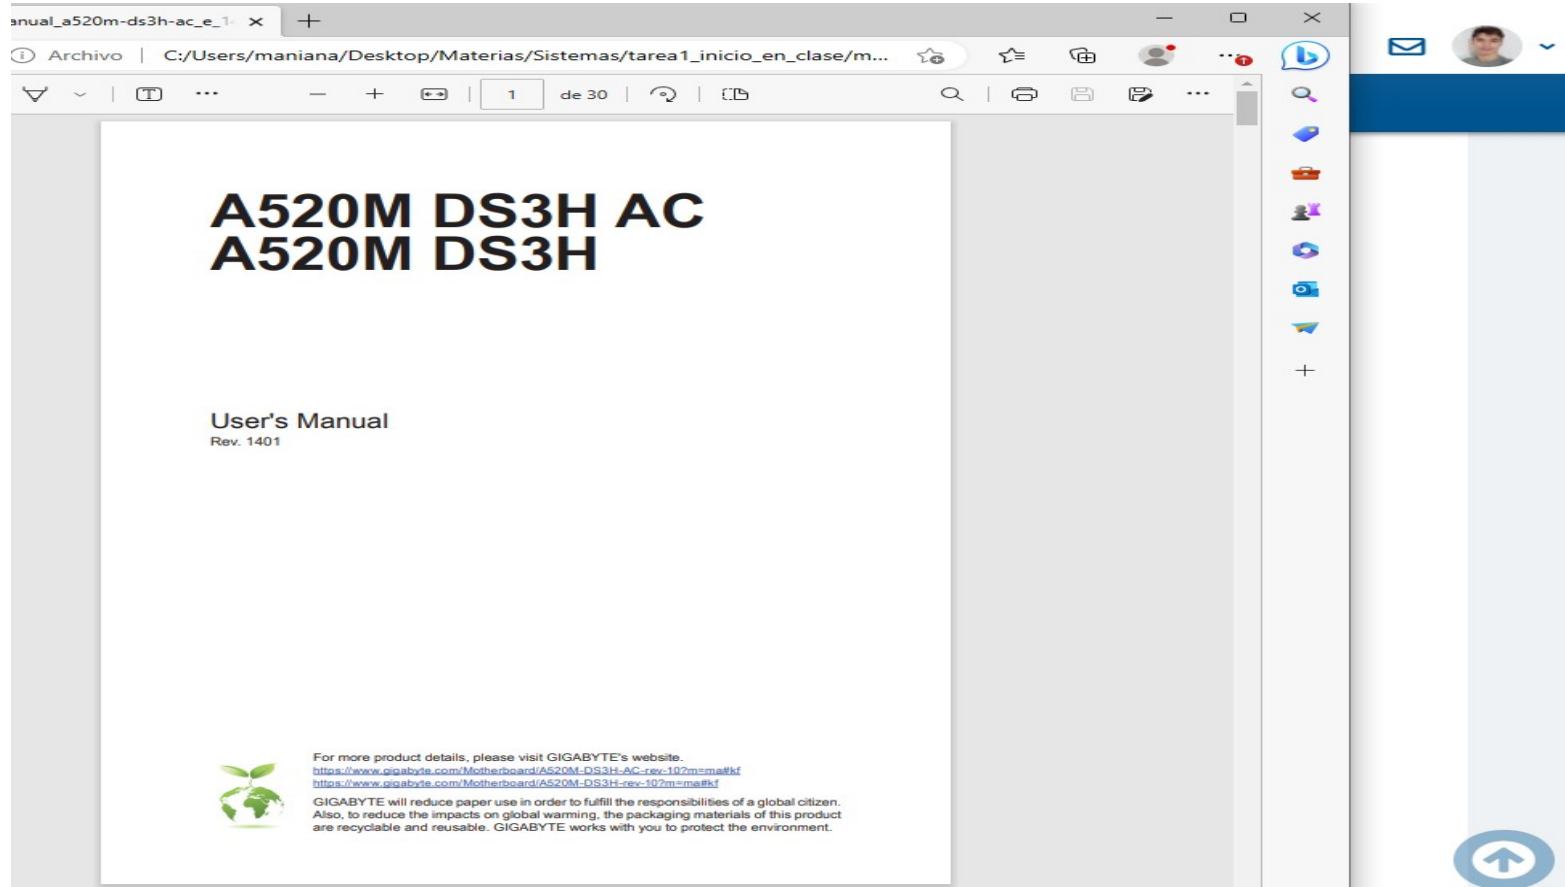 anual_a520m-ds3h-ac_e_1
Archivo | C:/Users/maniana/Desktop/Materias/Sistemas/tarea1_inicio_en_clase/m...
1 de 30
A520M DS3H AC
A520M DS3H
User's Manual
Rev. 1401
For more product details, please visit GIGABYTE's website.
https://www.gigabyte.com/Motherboard/A520M-DS3H-AC-rev-10?m=ma#kf
https://www.gigabyte.com/Motherboard/A520M-DS3H-rev-10?m=ma#kf
GIGABYTE will reduce paper use in order to fulfill the responsibilities of a global citizen.
Also, to reduce the impacts on global warming, the packaging materials of this product
are recyclable and reusable. GIGABYTE works with you to protect the environment.